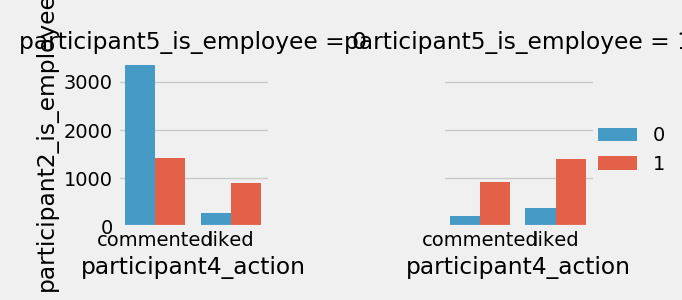 participant5_is_employee = 0
participant5_is_employee = 1
participant2_is_employee
3000
2000
1000
0
commented liked
commented liked
participant4_action
participant4_action
0
1